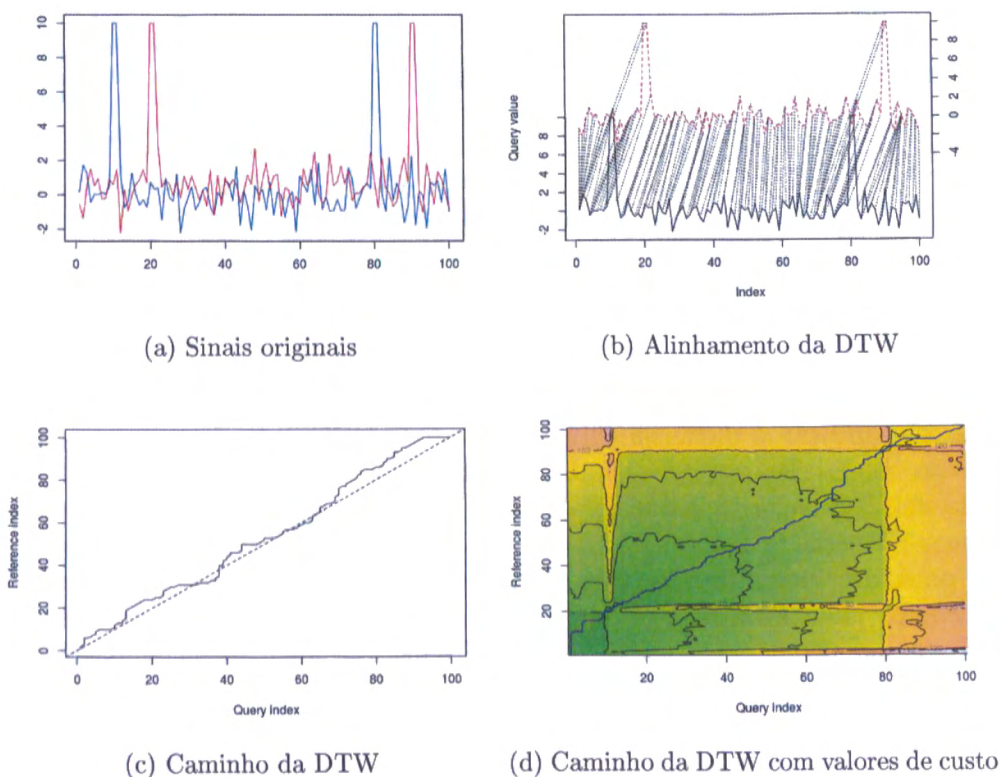 10
8
6
4
2
0
-2
0 20 40 60 80 100
(a) Sinais originais
Query value
8
6
4
2
-2
8
6
4
2
0
-4
0 20 40 60 80 100
Index
(b) Alinhamento da DTW
Reference index
100
80
60
40
20
0
0 20 40 60 80 100
Query index
(c) Caminho da DTW
Reference index
100
80
60
40
20
20 40 60 80 100
Query index
(d) Caminho da DTW com valores de custo